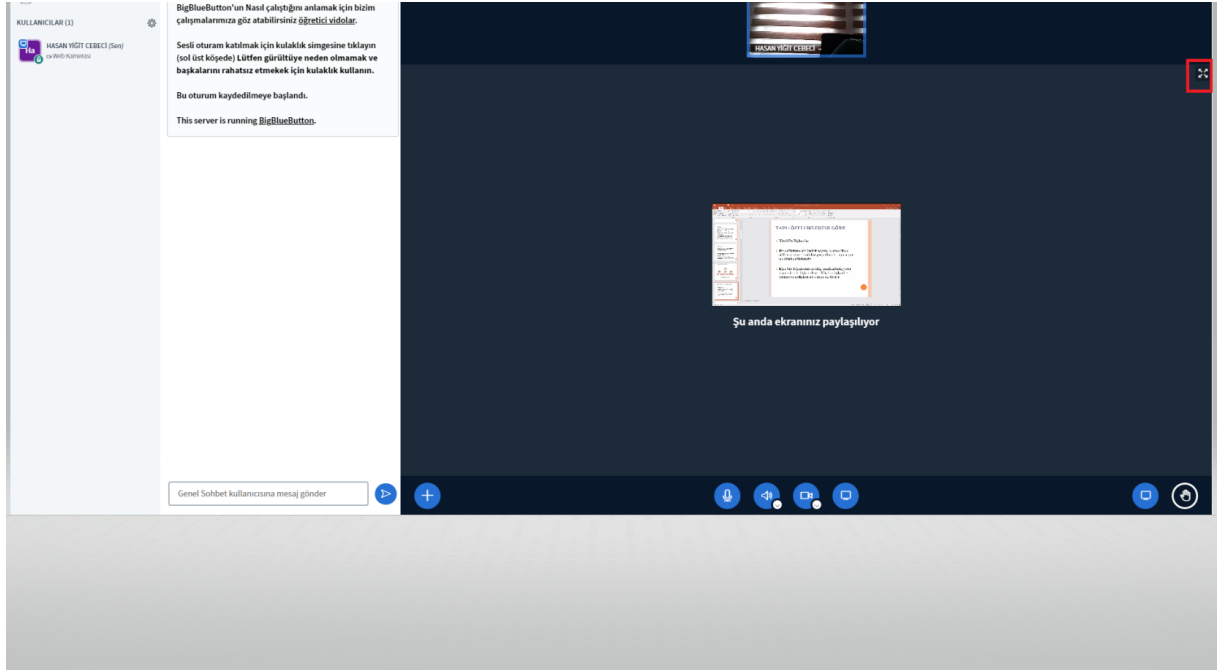 KULLANICILAR (1)
Ha
HASAN YİĞİT CEBECİ (Sen)
Web Kamerası
BigBlueButton'un Nasıl çalıştığını anlamak için bizim
çalışmalarımıza göz atabilirsiniz öğretici vidolar.
Sesli oturam katılmak için kulaklık simgesine tıklayın
(sol üst köşede) Lütfen gürültüye neden olmamak ve
başkalarını rahatsız etmekek için kulaklık kullanın.
Bu oturum kaydedilmeye başlandı.
This server is running BigBlueButton.
HASAN YİĞİT CEBECİ
Şu anda ekranınız paylaşılıyor
Genel Sohbet kullanıcısına mesaj gönder